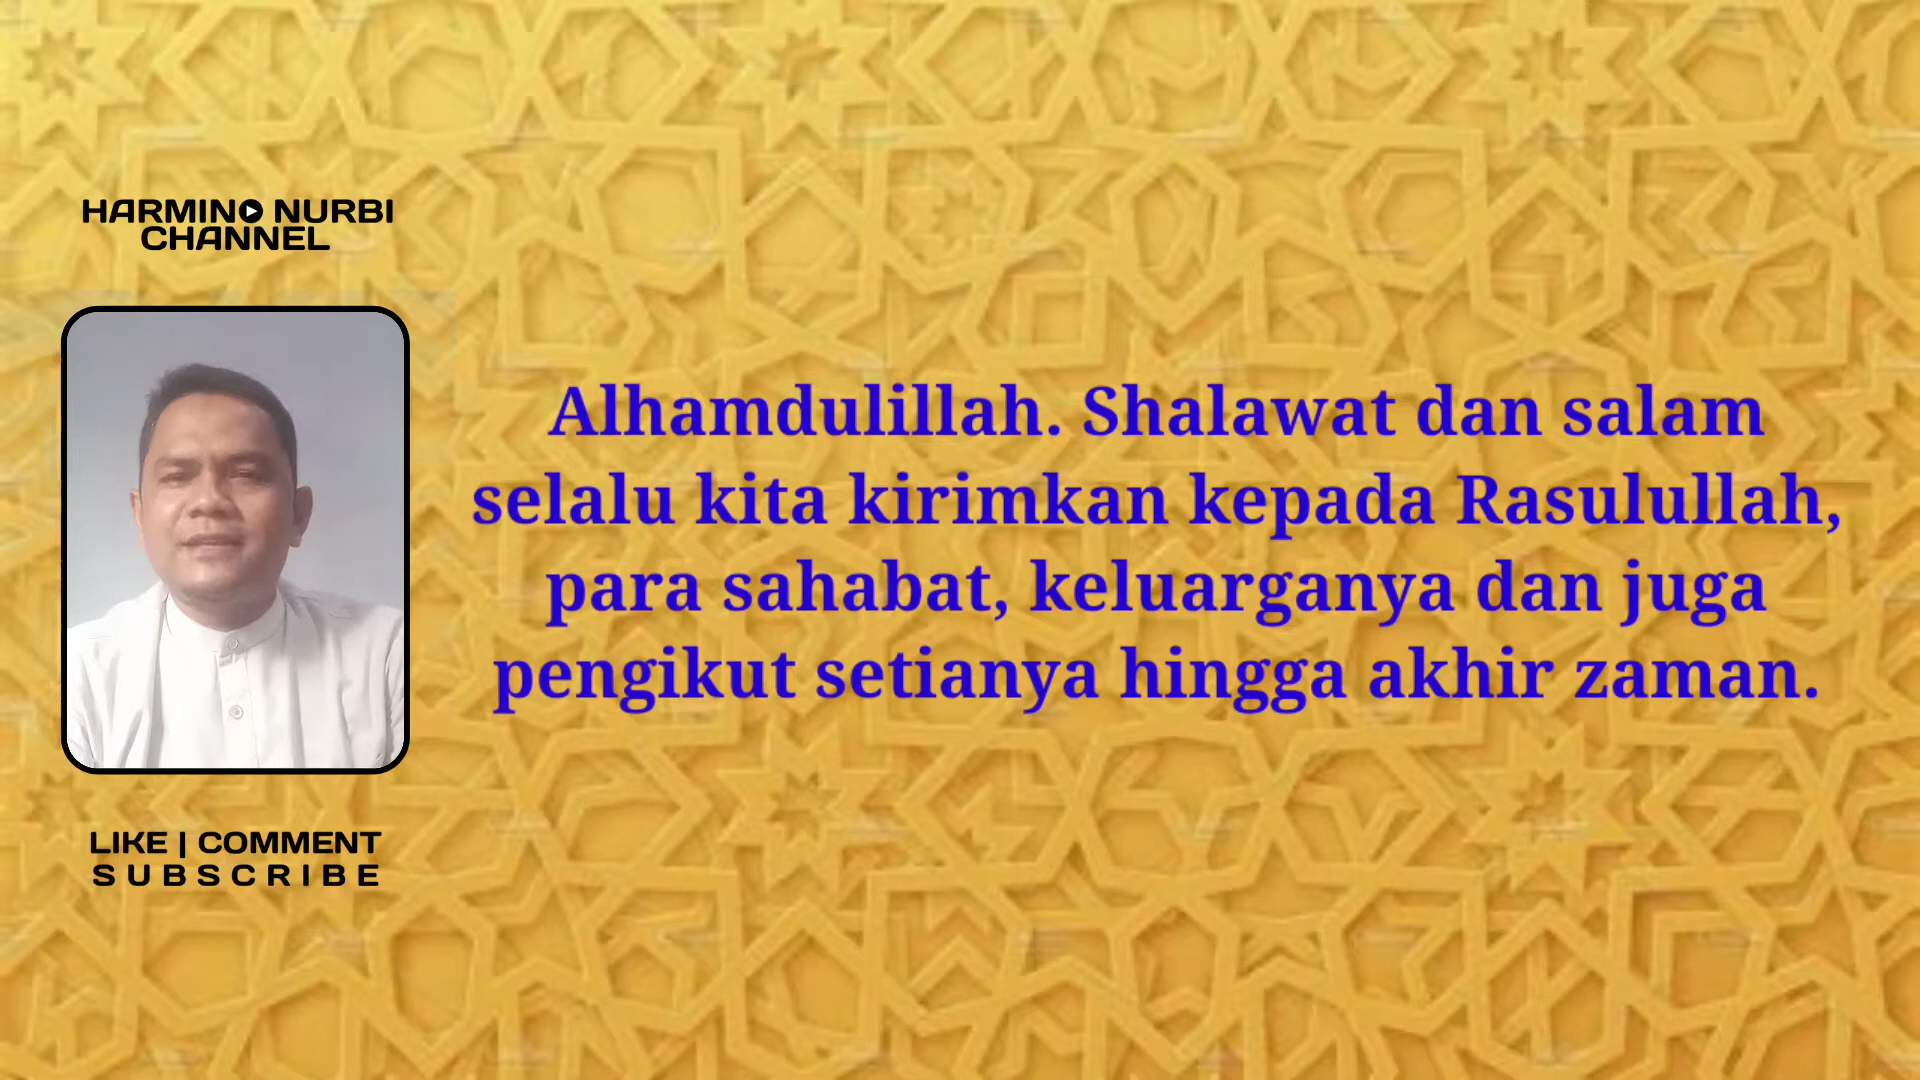 HARMINO NURBI
CHANNEL
Alhamdulillah. Shalawat dan salam
selalu kita kirimkan kepada Rasulullah,
para sahabat, keluarganya dan juga
pengikut setianya hingga akhir zaman.
LIKE | COMMENT
SUBSCRIBE